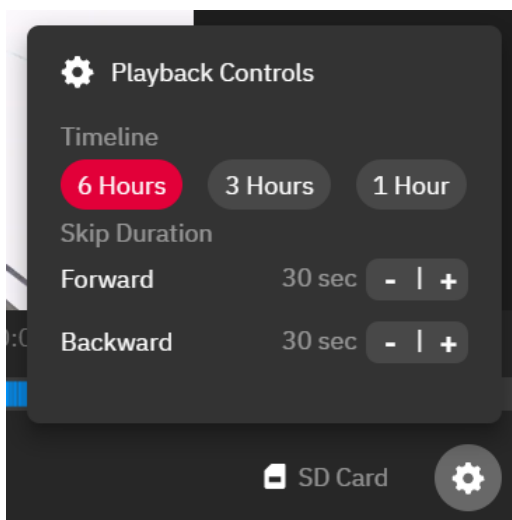 Playback Controls
Timeline
6 Hours 3 Hours 1 Hour
Skip Duration
Forward 30 sec - | +
Backward 30 sec - | +
SD Card